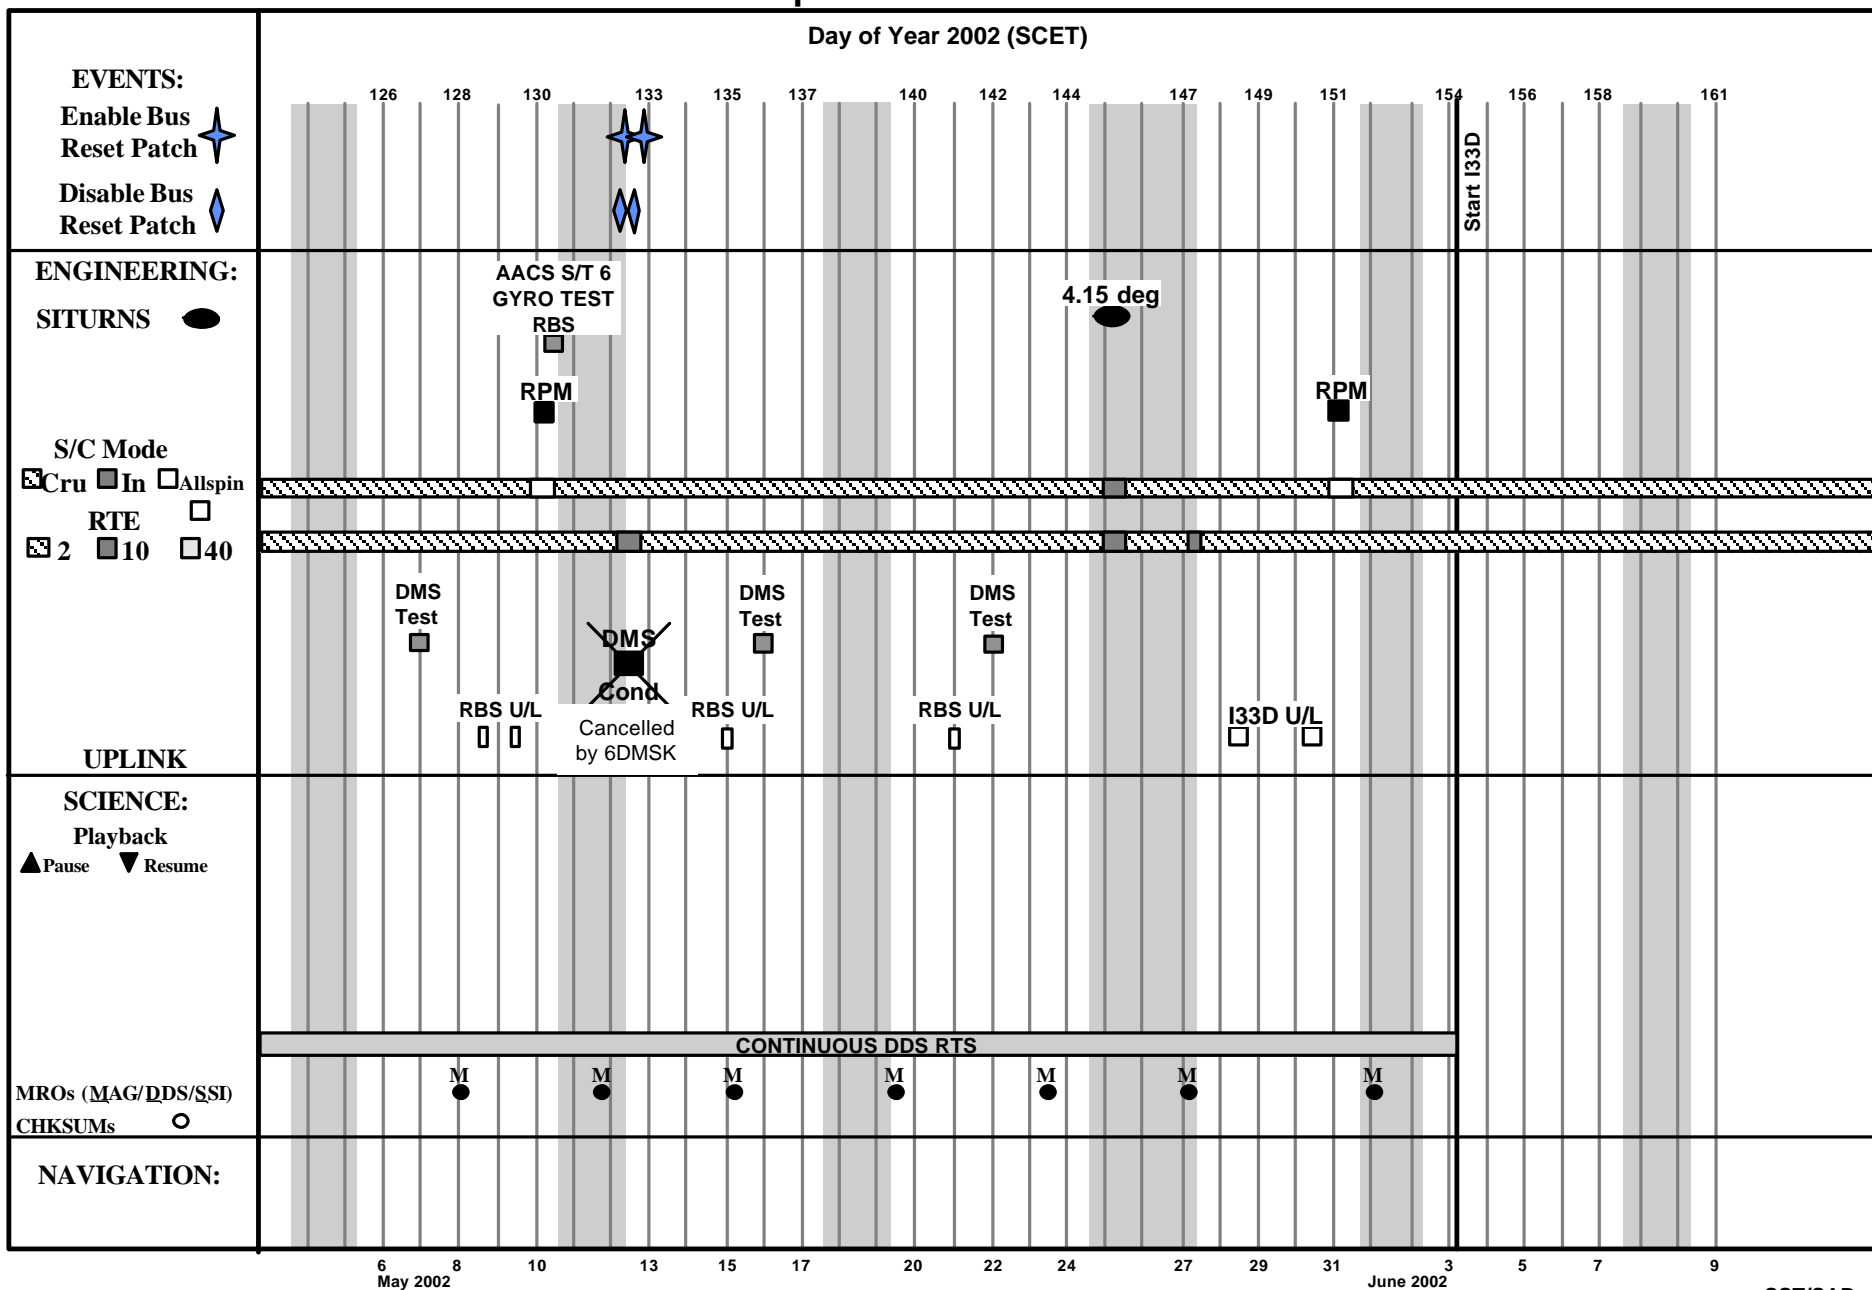 Day of Year 2002 (SCET)
EVENTS:
Enable Bus
Reset Patch
Disable Bus
Reset Patch
126 128 130 133 135 137 140 142 144 147 149 151 154 156 158 161
Start I33D
ENGINEERING:
SITURNS
AACS S/T 6
GYRO TEST
RBS
4.15 deg
RPM
RPM
S/C Mode
Cru In Allspin
RTE
2 10 40
DMS
Test
DMS
Test
DMS
Test
DMS
Cond
Cancelled
by 6DMSK
RBS U/L
RBS U/L
RBS U/L
I33D U/L
UPLINK
SCIENCE:
Playback
Pause Resume
CONTINUOUS DDS RTS
M M M M M M M
MROs (MAG/DDS/SSI)
CHKSUMs
NAVIGATION:
6 8 10 13 15 17 20 22 24 27 29 31 3 5 7 9
May 2002
June 2002